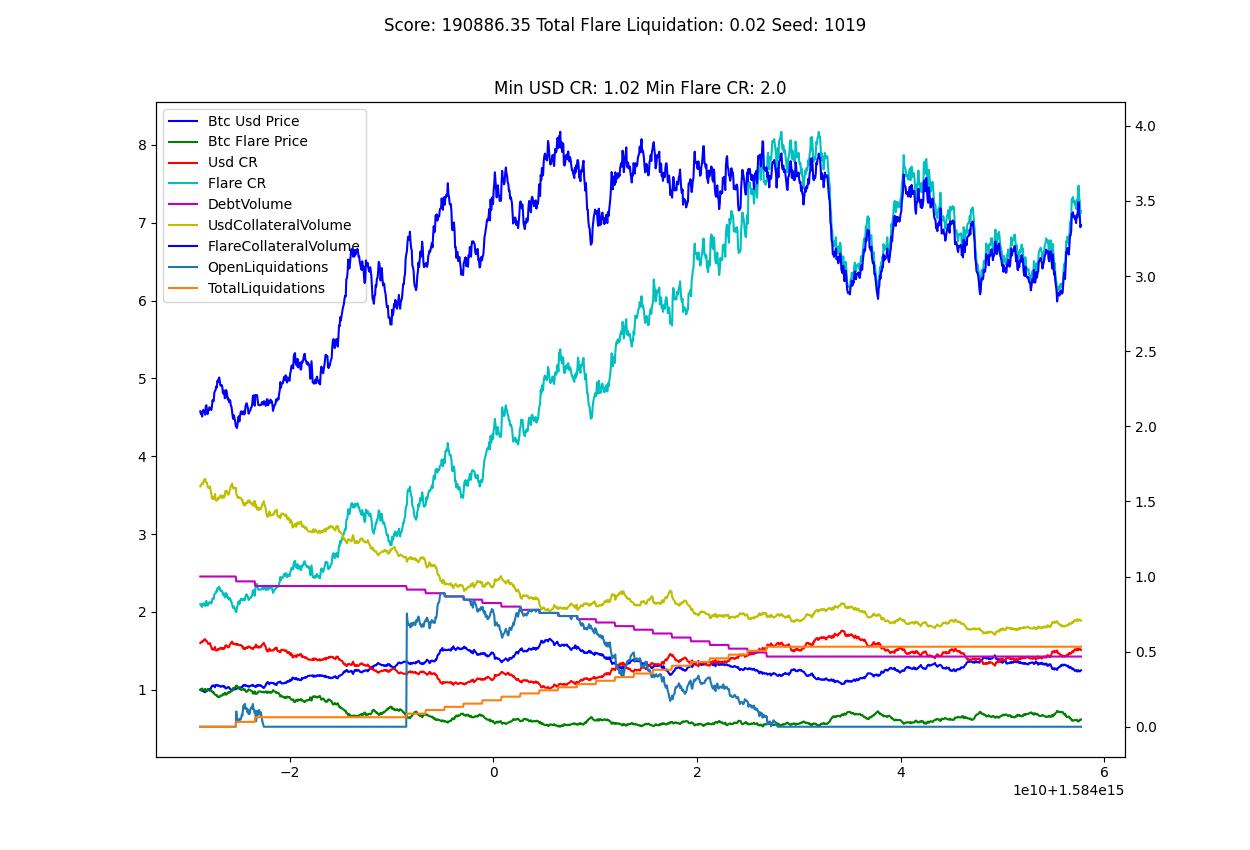 Score: 190886.35 Total Flare Liquidation: 0.02 Seed: 1019
Min USD CR: 1.02 Min Flare CR: 2.0
Btc Usd Price
Btc Flare Price
Usd CR
Flare CR
DebtVolume
UsdCollateralVolume
FlareCollateralVolume
OpenLiquidations
TotalLiquidations
8
7
6
5
4
3
2
1
4.0
3.5
3.0
2.5
2.0
1.5
1.0
0.5
0.0
−2 0 2 4 6
1e10+1.584e15